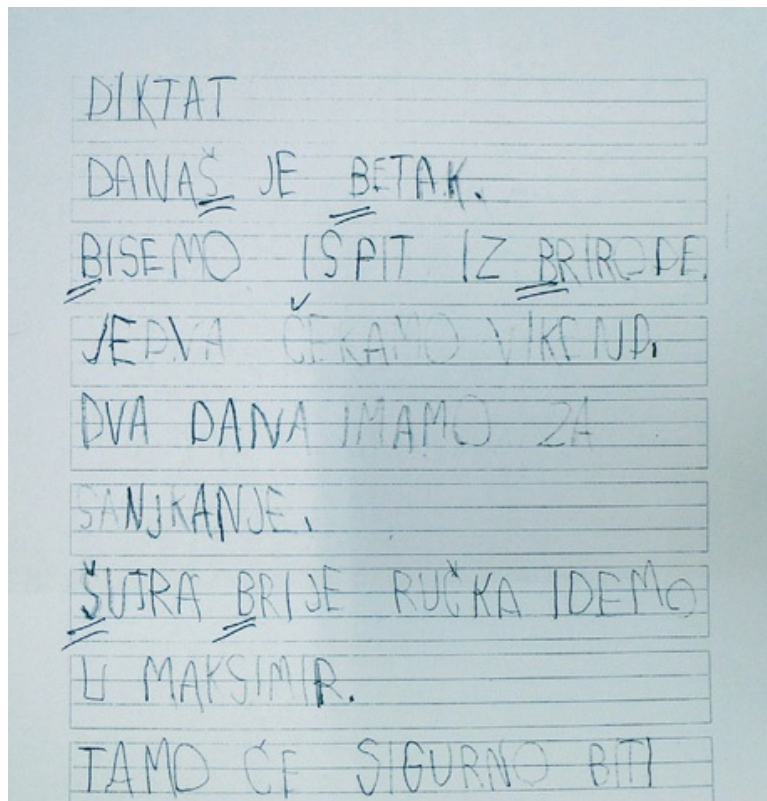 DIKTAT
DANAŠ JE BETAK.
BISEMO ISPIT IZ BRIRODE.
JEDVA ČEKAMO VIKEND.
DVA DANA IMAMO ZA
SANJKANJE.
ŠUTRA BRIJE RUČKA IDEMO
U MAKSIMIR.
TAMO ĆE SIGURNO BITI